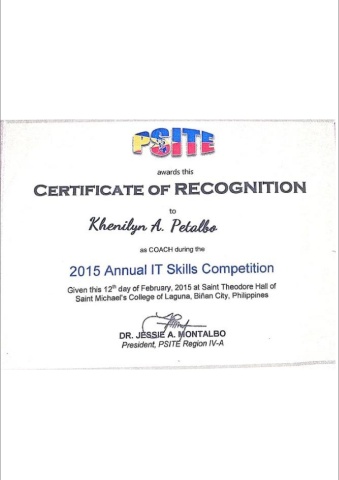 PSITE
awards this
CERTIFICATE OF RECOGNITION
to
Khenilyn A. Petalbo
as COACH during the
2015 Annual IT Skills Competition
Given this 12th day of February, 2015 at Saint Theodore Hall of
Saint Michael's College of Laguna, Biñan City, Philippines
DR. JESSIE A. MONTALBO
President, PSITE Region IV-A